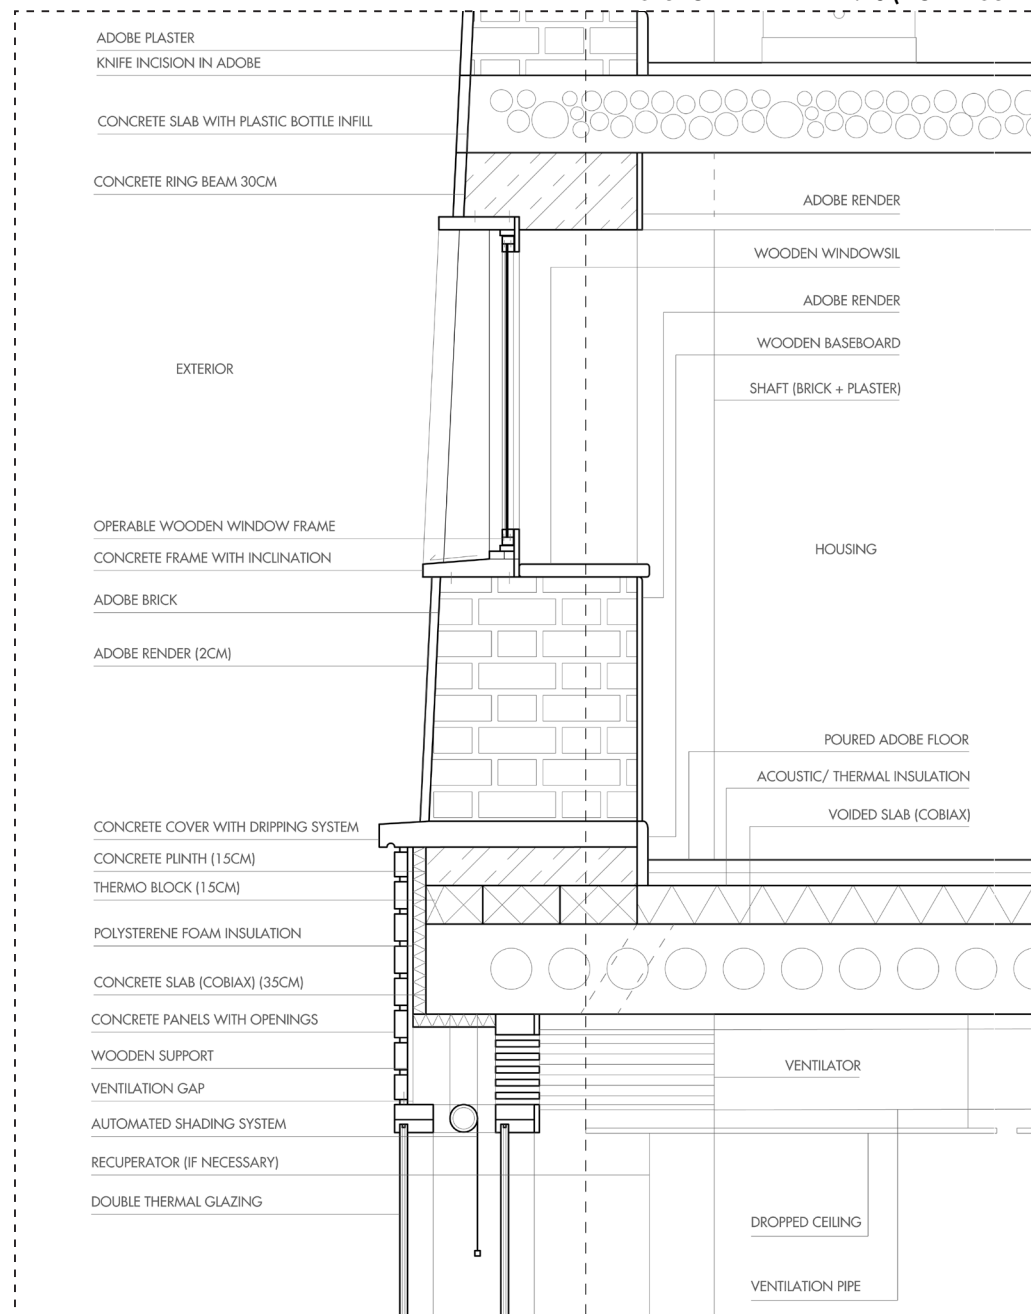 ADOBE PLASTER
KNIFE INCISION IN ADOBE
CONCRETE SLAB WITH PLASTIC BOTTLE INFILL
CONCRETE RING BEAM 30CM
ADOBE RENDER
WOODEN WINDOWSIL
ADOBE RENDER
WOODEN BASEBOARD
EXTERIOR
SHAFT (BRICK + PLASTER)
OPERABLE WOODEN WINDOW FRAME
HOUSING
CONCRETE FRAME WITH INCLINATION
ADOBE BRICK
ADOBE RENDER (2CM)
POURED ADOBE FLOOR
ACOUSTIC/ THERMAL INSULATION
VOIDED SLAB (COBIAX)
CONCRETE COVER WITH DRIPPING SYSTEM
CONCRETE PLINTH (15CM)
THERMO BLOCK (15CM)
POLYSTERENE FOAM INSULATION
CONCRETE SLAB (COBIAX) (35CM)
CONCRETE PANELS WITH OPENINGS
WOODEN SUPPORT
VENTILATOR
VENTILATION GAP
AUTOMATED SHADING SYSTEM
RECUPERATOR (IF NECESSARY)
DOUBLE THERMAL GLAZING
DROPPED CEILING
VENTILATION PIPE